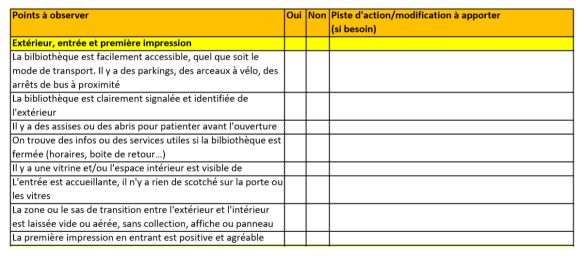 Points à observer Oui Non Piste d'action/modification à apporter
(si besoin)
Extérieur, entrée et première impression
La bilbiothèque est facilement accessible, quel que soit le
mode de transport. Il y a des parkings, des arceaux à vélo, des
arrêts de bus à proximité
La bibliothèque est clairement signalée et identifiée de
l'extérieur
Il y a des assises ou des abris pour patienter avant l'ouverture
On trouve des infos ou des services utiles si la bilbiothèque est
fermée (horaires, boite de retour...)
Il y a une vitrine et/ou l'espace intérieur est visible de
L'entrée est accueillante, il n'y a rien de scotché sur la porte ou
les vitres
La zone ou le sas de transition entre l'extérieur et l'intérieur
est laissée vide ou aérée, sans collection, affiche ou panneau
La première impression en entrant est positive et agréable